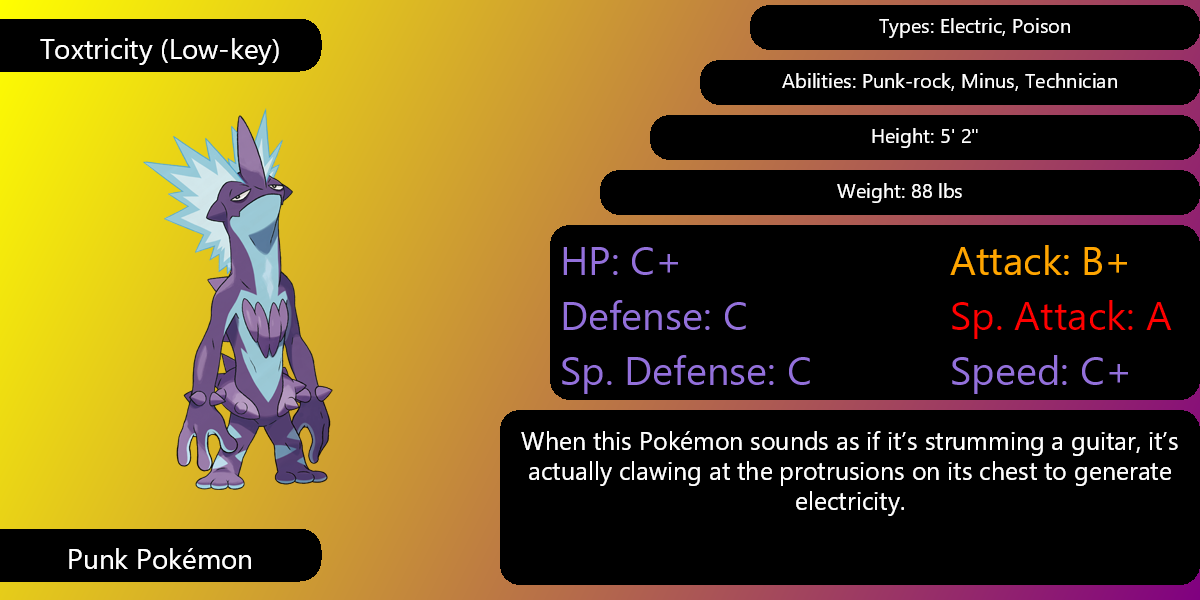 Toxtricity (Low-key)
Types: Electric, Poison
Abilities: Punk-rock, Minus, Technician
Height: 5' 2"
Weight: 88 lbs
HP: C+
Attack: B+
Defense: C
Sp. Attack: A
Sp. Defense: C
Speed: C+
When this Pokémon sounds as if it’s strumming a guitar, it’s
actually clawing at the protrusions on its chest to generate
electricity.
Punk Pokémon